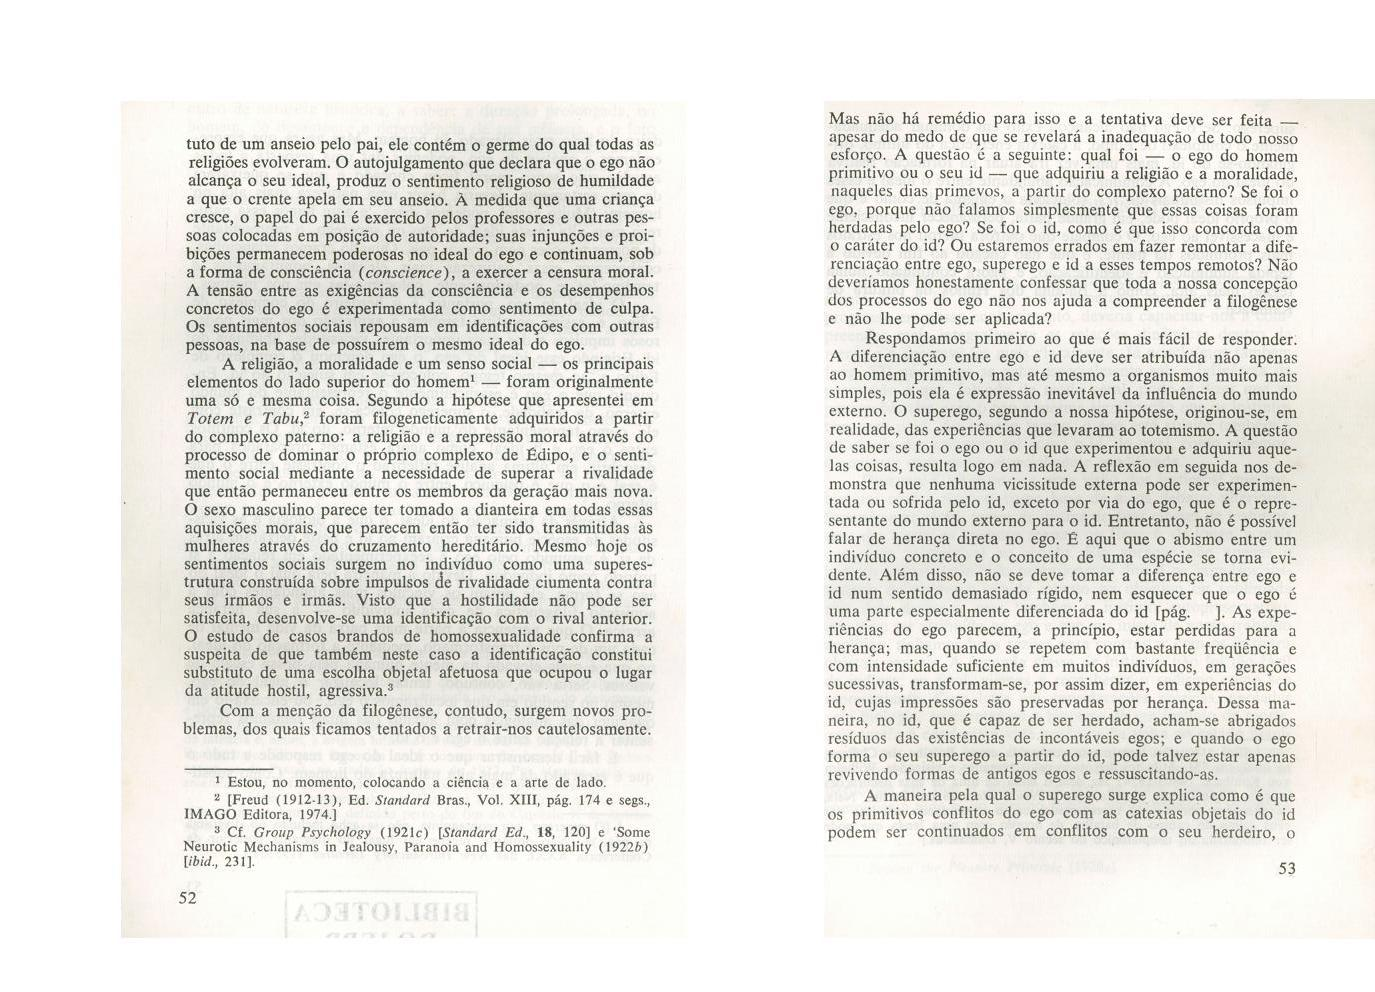 tuto de um anseio pelo pai, ele contém o germe do qual todas as
religiões evolveram. O autojulgamento que declara que o ego não
alcança o seu ideal, produz o sentimento religioso de humildade
a que o crente apela em seu anseio. À medida que uma criança
cresce, o papel do pai é exercido pelos professores e outras pes-
soas colocadas em posição de autoridade; suas injunções e proi-
bições permanecem poderosas no ideal do ego e continuam, sob
a forma de consciência (conscience), a exercer a censura moral.
A tensão entre as exigências da consciência e os desempenhos
concretos do ego é experimentada como sentimento de culpa.
Os sentimentos sociais repousam em identificações com outras
pessoas, na base de possuírem o mesmo ideal do ego.
A religião, a moralidade e um senso social — os principais
elementos do lado superior do homem¹ — foram originalmente
uma só e mesma coisa. Segundo a hipótese que apresentei em
Totem e Tabu,² foram filogeneticamente adquiridos a partir
do complexo paterno: a religião e a repressão moral através do
processo de dominar o próprio complexo de Édipo, e o senti-
mento social mediante a necessidade de superar a rivalidade
que então permaneceu entre os membros da geração mais nova.
O sexo masculino parece ter tomado a dianteira em todas essas
aquisições morais, que parecem então ter sido transmitidas às
mulheres através do cruzamento hereditário. Mesmo hoje os
sentimentos sociais surgem no indivíduo como uma superes-
trutura construída sobre impulsos de rivalidade ciumenta contra
seus irmãos e irmãs. Visto que a hostilidade não pode ser
satisfeita, desenvolve-se uma identificação com o rival anterior.
O estudo de casos brandos de homossexualidade confirma a
suspeita de que também neste caso a identificação constitui
substituto de uma escolha objetal afetuosa que ocupou o lugar
da atitude hostil, agressiva.³
Com a menção da filogênese, contudo, surgem novos pro-
blemas, dos quais ficamos tentados a retrair-nos cautelosamente.
¹ Estou, no momento, colocando a ciência e a arte de lado.
² [Freud (1912-13), Ed. Standard Bras., Vol. XIII, pág. 174 e segs.,
IMAGO Editora, 1974.]
³ Cf. Group Psychology (1921c) [Standard Ed., 18, 120] e 'Some
Neurotic Mechanisms in Jealousy, Paranoia and Homossexuality (1922b)
[ibid., 231].
52
Mas não há remédio para isso e a tentativa deve ser feita —
apesar do medo de que se revelará a inadequação de todo nosso
esforço. A questão é a seguinte: qual foi — o ego do homem
primitivo ou o seu id — que adquiriu a religião e a moralidade,
naqueles dias primevos, a partir do complexo paterno? Se foi o
ego, porque não falamos simplesmente que essas coisas foram
herdadas pelo ego? Se foi o id, como é que isso concorda com
o caráter do id? Ou estaremos errados em fazer remontar a dife-
renciação entre ego, superego e id a esses tempos remotos? Não
deveríamos honestamente confessar que toda a nossa concepção
dos processos do ego não nos ajuda a compreender a filogênese
e não lhe pode ser aplicada?
Respondamos primeiro ao que é mais fácil de responder.
A diferenciação entre ego e id deve ser atribuída não apenas
ao homem primitivo, mas até mesmo a organismos muito mais
simples, pois ela é expressão inevitável da influência do mundo
externo. O superego, segundo a nossa hipótese, originou-se, em
realidade, das experiências que levaram ao totemismo. A questão
de saber se foi o ego ou o id que experimentou e adquiriu aque-
las coisas, resulta logo em nada. A reflexão em seguida nos de-
monstra que nenhuma vicissitude externa pode ser experimen-
tada ou sofrida pelo id, exceto por via do ego, que é o repre-
sentante do mundo externo para o id. Entretanto, não é possível
falar de herança direta no ego. É aqui que o abismo entre um
indivíduo concreto e o conceito de uma espécie se torna evi-
dente. Além disso, não se deve tomar a diferença entre ego e
id num sentido demasiado rígido, nem esquecer que o ego é
uma parte especialmente diferenciada do id [pág. ]. As expe-
riências do ego parecem, a princípio, estar perdidas para a
herança; mas, quando se repetem com bastante freqüência e
com intensidade suficiente em muitos indivíduos, em gerações
sucessivas, transformam-se, por assim dizer, em experiências do
id, cujas impressões são preservadas por herança. Dessa ma-
neira, no id, que é capaz de ser herdado, acham-se abrigados
resíduos das existências de incontáveis egos; e quando o ego
forma o seu superego a partir do id, pode talvez estar apenas
revivendo formas de antigos egos e ressuscitando-as.
A maneira pela qual o superego surge explica como é que
os primitivos conflitos do ego com as catexias objetais do id
podem ser continuados em conflitos com o seu herdeiro, o
53
BIBLIOTECA